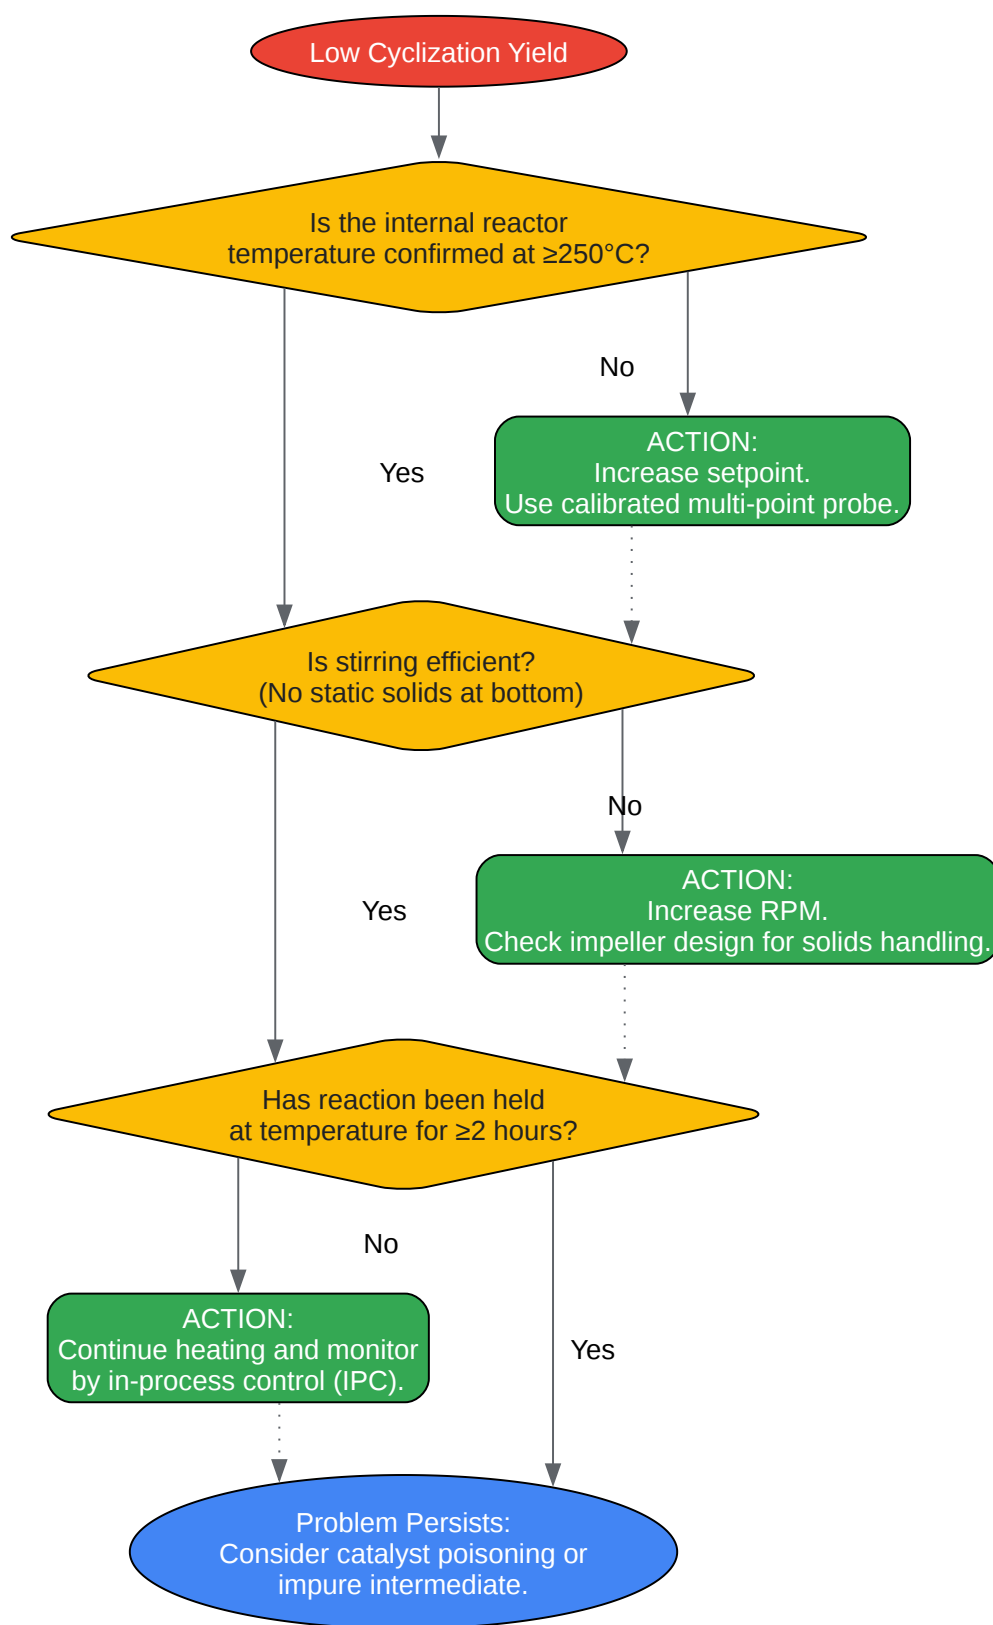 Low Cyclization Yield
Is the internal reactor
temperature confirmed at ≥250°C?
No
Yes
ACTION:
Increase setpoint.
Use calibrated multi-point probe.
Is stirring efficient?
(No static solids at bottom)
No
Yes
ACTION:
Increase RPM.
Check impeller design for solids handling.
Has reaction been held
at temperature for ≥2 hours?
No
Yes
ACTION:
Continue heating and monitor
by in-process control (IPC).
Problem Persists:
Consider catalyst poisoning or
impure intermediate.